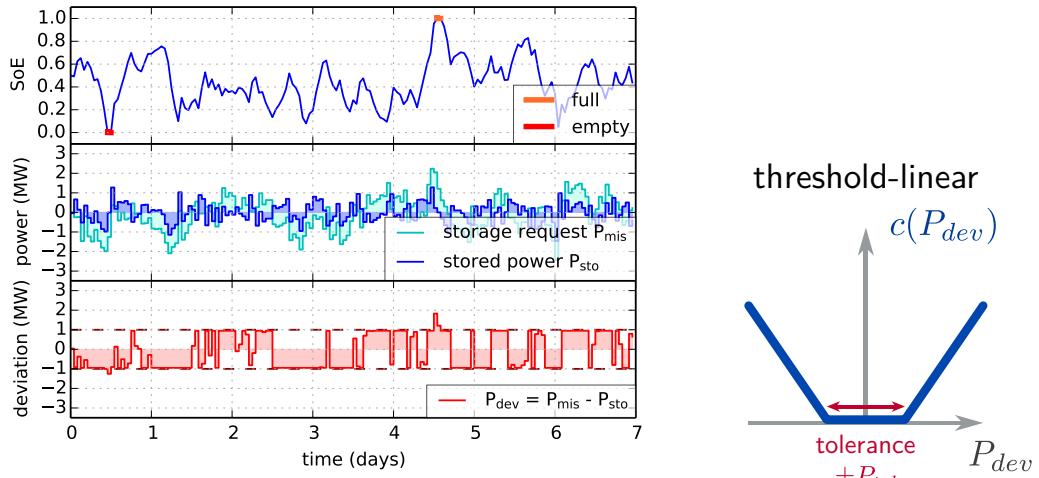 1.0
0.8
0.6
0.4
0.2
0.0
SoE
full
empty
3
2
1
0
−1
−2
−3
power (MW)
storage request P_mis
stored power P_sto
3
2
1
0
−1
−2
−3
deviation (MW)
P_dev = P_mis - P_sto
0 1 2 3 4 5 6 7
time (days)
threshold-linear
c(P_dev)
tolerance
P_dev